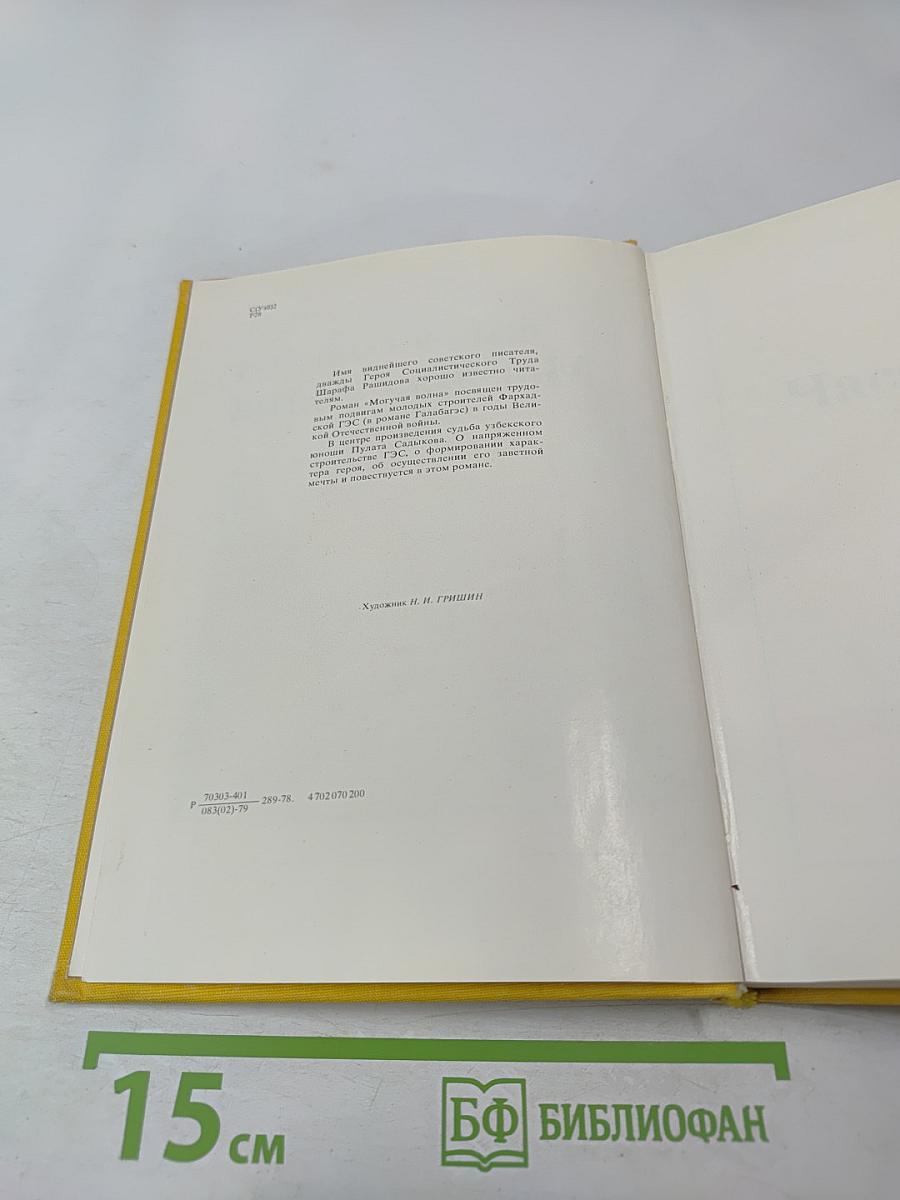 С(У)032
Р28
Имя виднейшего советского писателя,
дважды Героя Социалистического Труда
Шарафа Рашидова хорошо известно чита-
телям.
Роман «Могучая волна» посвящен трудо-
вым подвигам молодых строителей Фархад-
ской ГЭС (в романе Галабагэс) в годы Вели-
кой Отечественной войны.
В центре произведения судьба узбекского
юноши Пулата Садыкова. О напряженном
строительстве ГЭС, о формировании харак-
тера героя, об осуществлении его заветной
мечты и повествуется в этом романе.
Художник Н. И. ГРИШИН
70303-401
Р 289-78. 4702070200
083(02)-79
15 см
БФ БИБЛИОФАН